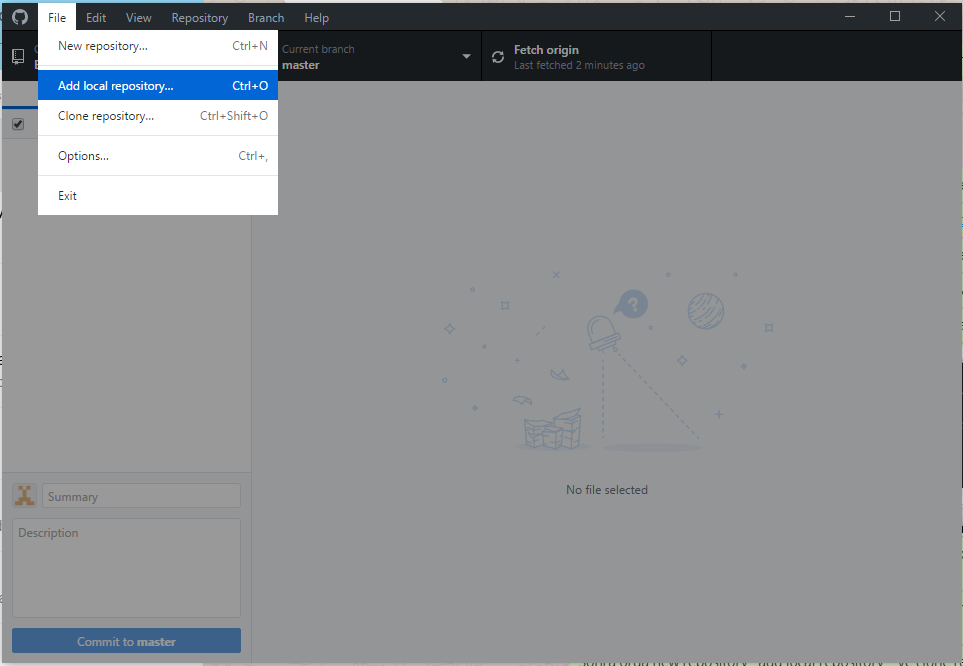 File Edit View Repository Branch Help
New repository... Ctrl+N
Add local repository... Ctrl+O
Clone repository... Ctrl+Shift+O
Options... Ctrl+,
Exit
Current branch
master
Fetch origin
Last fetched 2 minutes ago
?
No file selected
Summary
Description
Commit to master